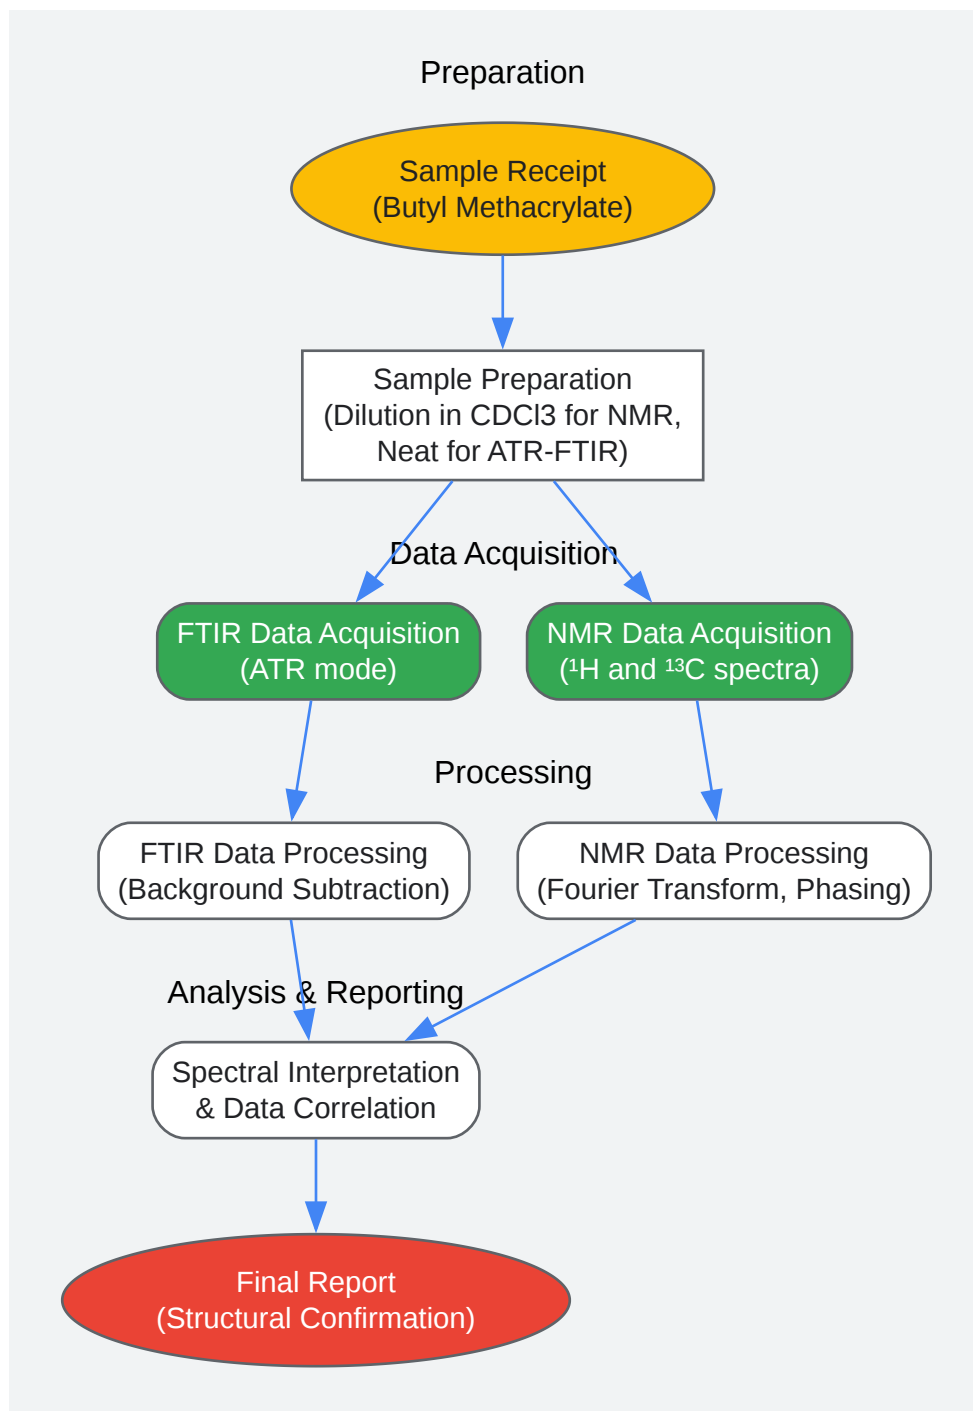 Preparation
Sample Receipt
(Butyl Methacrylate)
Sample Preparation
(Dilution in CDCl3 for NMR,
Neat for ATR-FTIR)
Data Acquisition
FTIR Data Acquisition
(ATR mode)
NMR Data Acquisition
(¹H and ¹³C spectra)
Processing
FTIR Data Processing
(Background Subtraction)
NMR Data Processing
(Fourier Transform, Phasing)
Analysis & Reporting
Spectral Interpretation
& Data Correlation
Final Report
(Structural Confirmation)